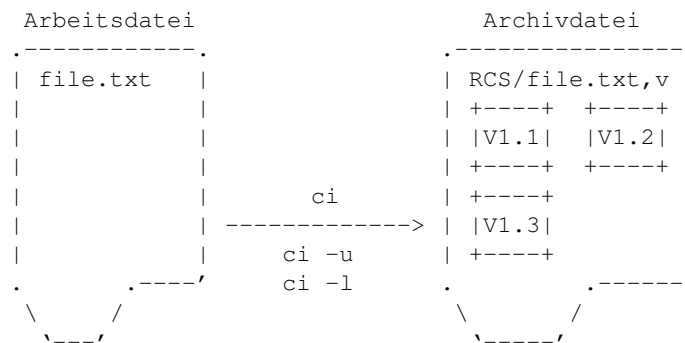 Arbeitsdatei Archivdatei
.------------. .----------------
| file.txt | | RCS/file.txt,v
| | | +----+ +----+
| | | |V1.1| |V1.2|
| | | +----+ +----+
| | ci | +----+
| | -------------> | |V1.3|
| | ci -u | +----+
. .----’ ci -l . .------
\ / \ /
‘---’ ‘-----’